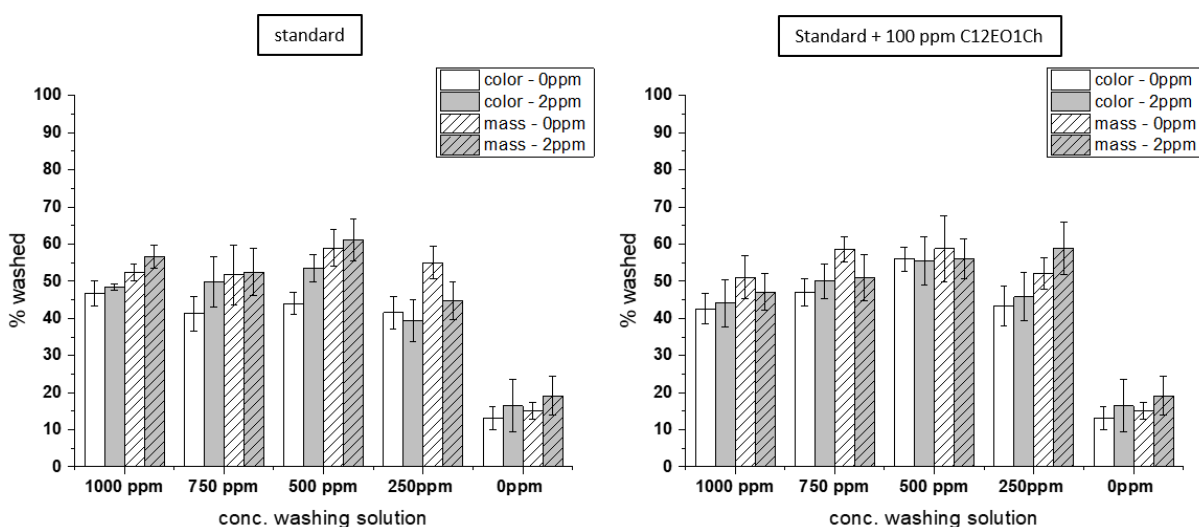 standard
color - 0ppm
color - 2ppm
mass - 0ppm
mass - 2ppm
% washed
100
90
80
70
60
50
40
30
20
10
0
1000 ppm 750 ppm 500 ppm 250ppm 0ppm
conc. washing solution
Standard + 100 ppm C12EO1Ch
color - 0ppm
color - 2ppm
mass - 0ppm
mass - 2ppm
% washed
100
90
80
70
60
50
40
30
20
10
0
1000 ppm 750 ppm 500 ppm 250ppm 0ppm
conc. washing solution